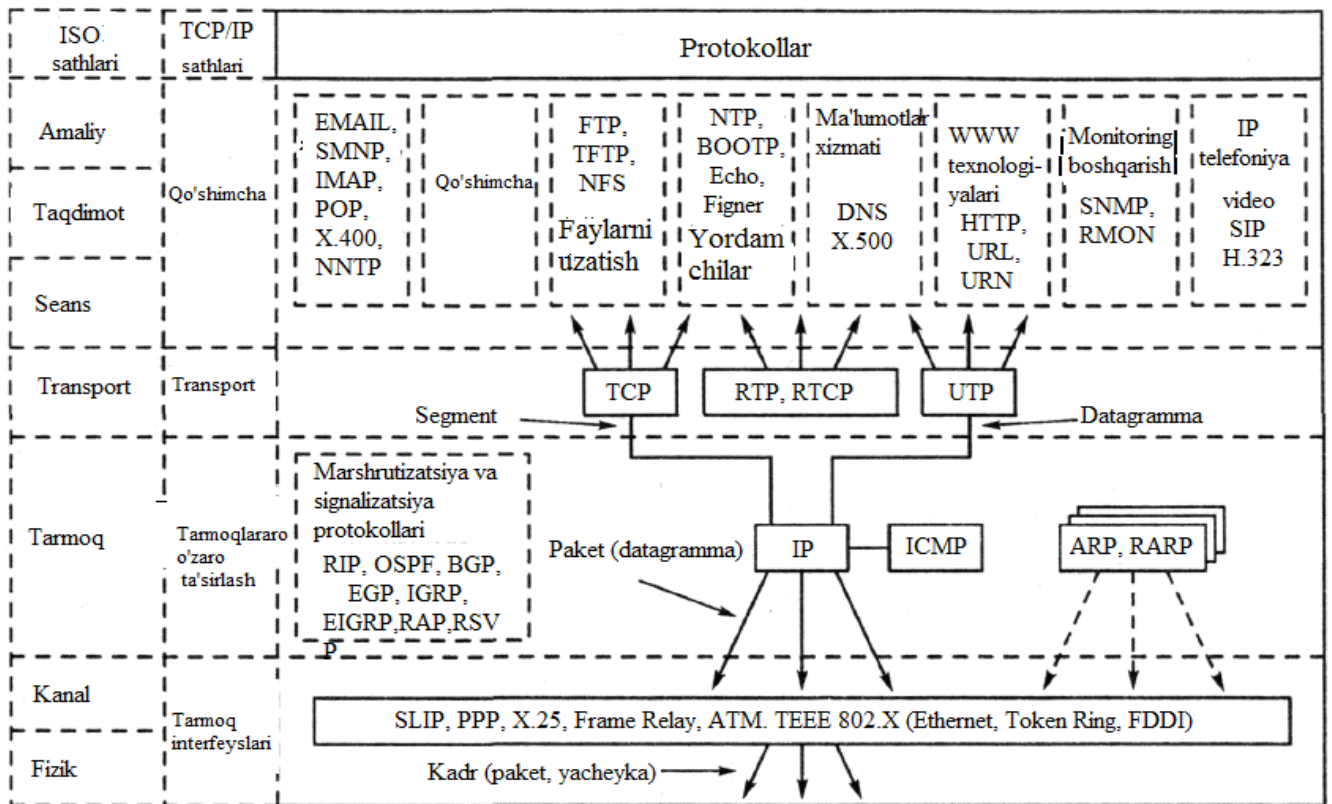 ISO
sathlari
TCP/IP
sathlari
Protokollar
Amaliy
Taqdimot
Seans
Qo'shimcha
EMAIL,
SMNP,
IMAP,
POP,
X.400,
NNTP
Qo'shimcha
FTP,
TFTP,
NFS
Faylarni
uzatish
NTP,
BOOTP,
Echo,
Figner
Yordam
chilar
Ma'lumotlar
xizmati
DNS
X.500
WWW
texnologi-
yalari
HTTP,
URL,
URN
Monitoring
boshqarish
SNMP,
RMON
IP
telefoniya
video
SIP
H.323
Transport
Transport
TCP
RTP, RTCP
UTP
Segment
Datagramma
Tarmoq
Tarmoqlararo
o'zaro
ta'sirlash
Marshrutizatsiya va
signalizatsiya
protokollari
RIP, OSPF, BGP,
EGP, IGRP,
EIGRP,RAP,RSV
P
Paket (datagramma)
IP
ICMP
ARP, RARP
Kanal
Fizik
Tarmoq
interfeyslari
SLIP, PPP, X.25, Frame Relay, ATM. TEEE 802.X (Ethernet, Token Ring, FDDI)
Kadr (paket, yacheyka)